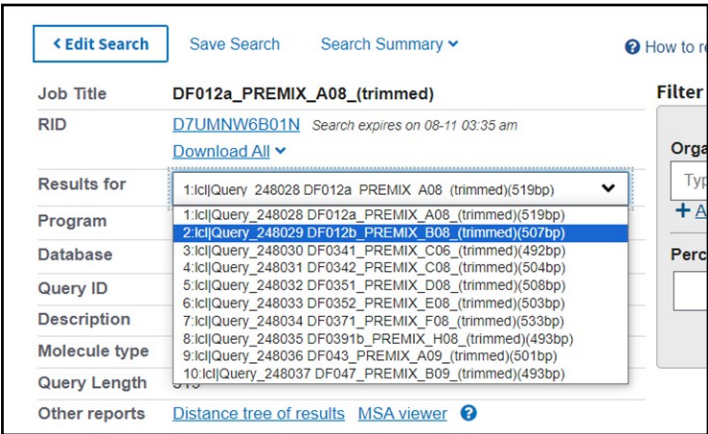 Edit Search Save Search Search Summary How to r
Job Title DF012a_PREMIX_A08_(trimmed) Filter
RID D7UMNW6B01N Search expires on 08-11 03:35 am
Download All
Orga
Results for 1:lcl|Query_248028 DF012a_PREMIX_A08_(trimmed)(519bp) Typ
Program 1:lcl|Query_248028 DF012a_PREMIX_A08_(trimmed)(519bp) + A
2:lcl|Query_248029 DF012b_PREMIX_B08_(trimmed)(507bp)
Database 3:lcl|Query_248030 DF0341_PREMIX_C06_(trimmed)(492bp) Perc
4:lcl|Query_248031 DF0342_PREMIX_C08_(trimmed)(504bp)
Query ID 5:lcl|Query_248032 DF0351_PREMIX_D08_(trimmed)(508bp)
6:lcl|Query_248033 DF0352_PREMIX_E08_(trimmed)(503bp)
Description 7:lcl|Query_248034 DF0371_PREMIX_F08_(trimmed)(533bp)
8:lcl|Query_248035 DF0391b_PREMIX_H08_(trimmed)(493bp)
Molecule type 9:lcl|Query_248036 DF043_PREMIX_A09_(trimmed)(501bp)
10:lcl|Query_248037 DF047_PREMIX_B09_(trimmed)(493bp)
Query Length
Other reports Distance tree of results MSA viewer